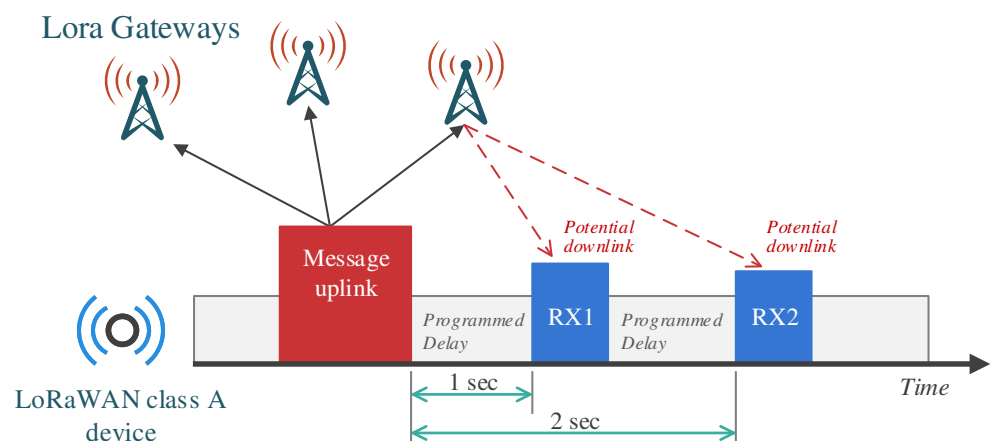 Lora Gateways
Potential
downlink
Potential
downlink
Message
uplink
Programmed
Delay
RX1
Programmed
Delay
RX2
1 sec
Time
LoRaWAN class A
device
2 sec